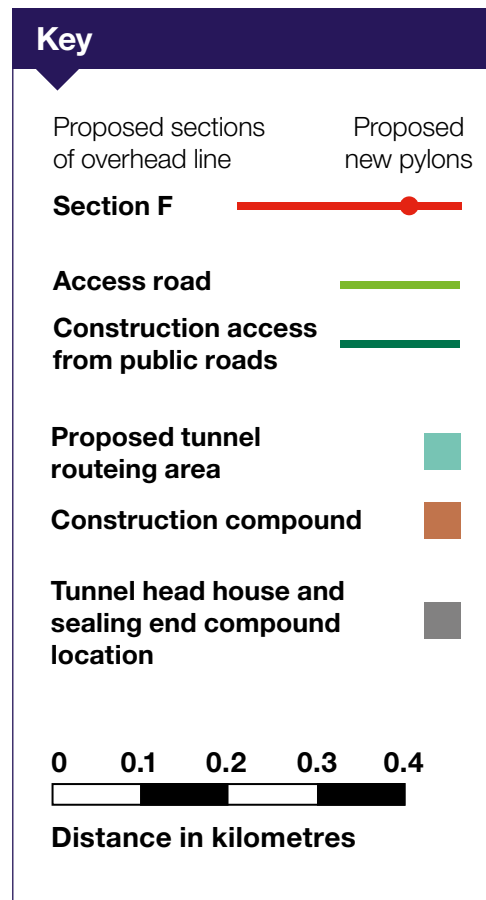 Key
Proposed sections
of overhead line
Proposed
new pylons
Section F
Access road
Construction access
from public roads
Proposed tunnel
routeing area
Construction compound
Tunnel head house and
sealing end compound
location
0 0.1 0.2 0.3 0.4
Distance in kilometres